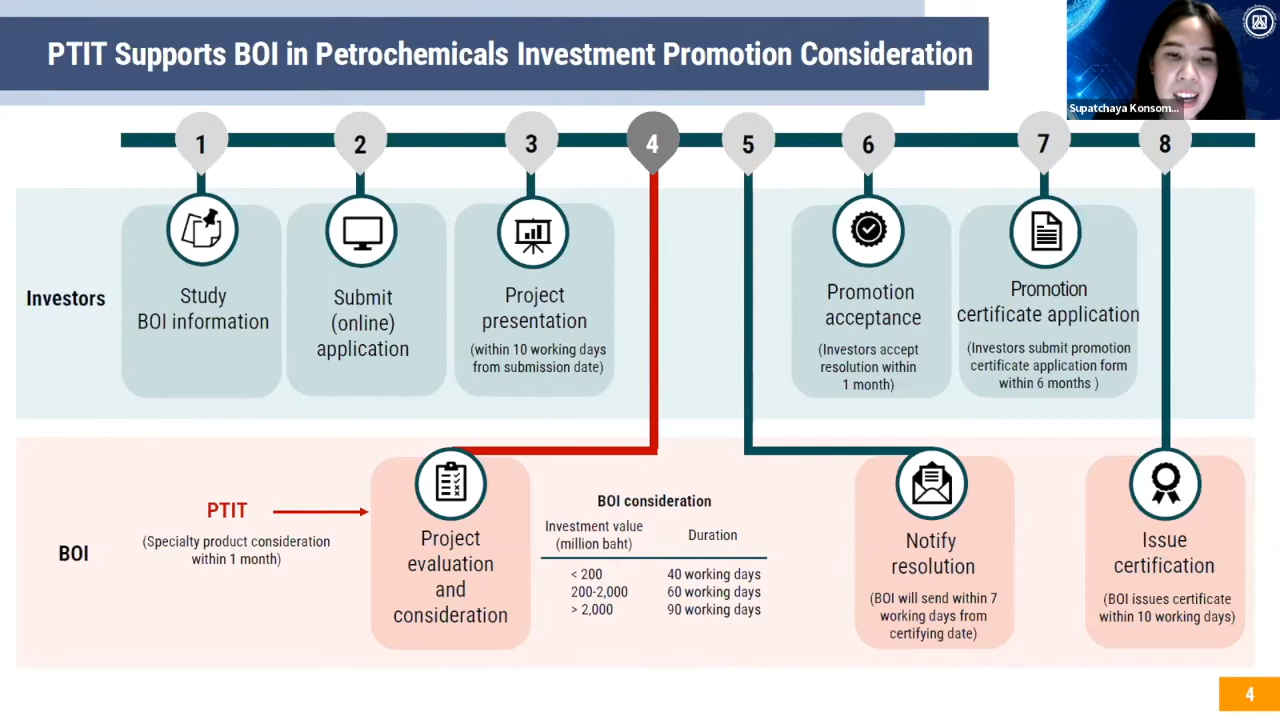 PTIT Supports BOI in Petrochemicals Investment Promotion Consideration
Supatchaya Konsom...
1
2
3
4
5
6
7
8
Investors
Study
BOI information
Submit
(online)
application
Project
presentation
(within 10 working days
from submission date)
Promotion
acceptance
(Investors accept
resolution within
1 month)
Promotion
certificate application
(Investors submit promotion
certificate application form
within 6 months )
BOI
PTIT
(Specialty product consideration
within 1 month)
Project
evaluation
and
consideration
BOI consideration
Investment value
(million baht)
Duration
< 200 40 working days
200-2,000 60 working days
> 2,000 90 working days
Notify
resolution
(BOI will send within 7
working days from
certifying date)
Issue
certification
(BOI issues certificate
within 10 working days)
4